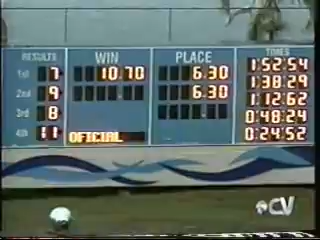 RESULTS WIN PLACE TIMES
1st 7 10.70 6.30 1:52.54
2nd 9 6.30 1:38.29
3rd 8 1:12.62
4th 11 OFICIAL 0:48.24
0:24.52
CV